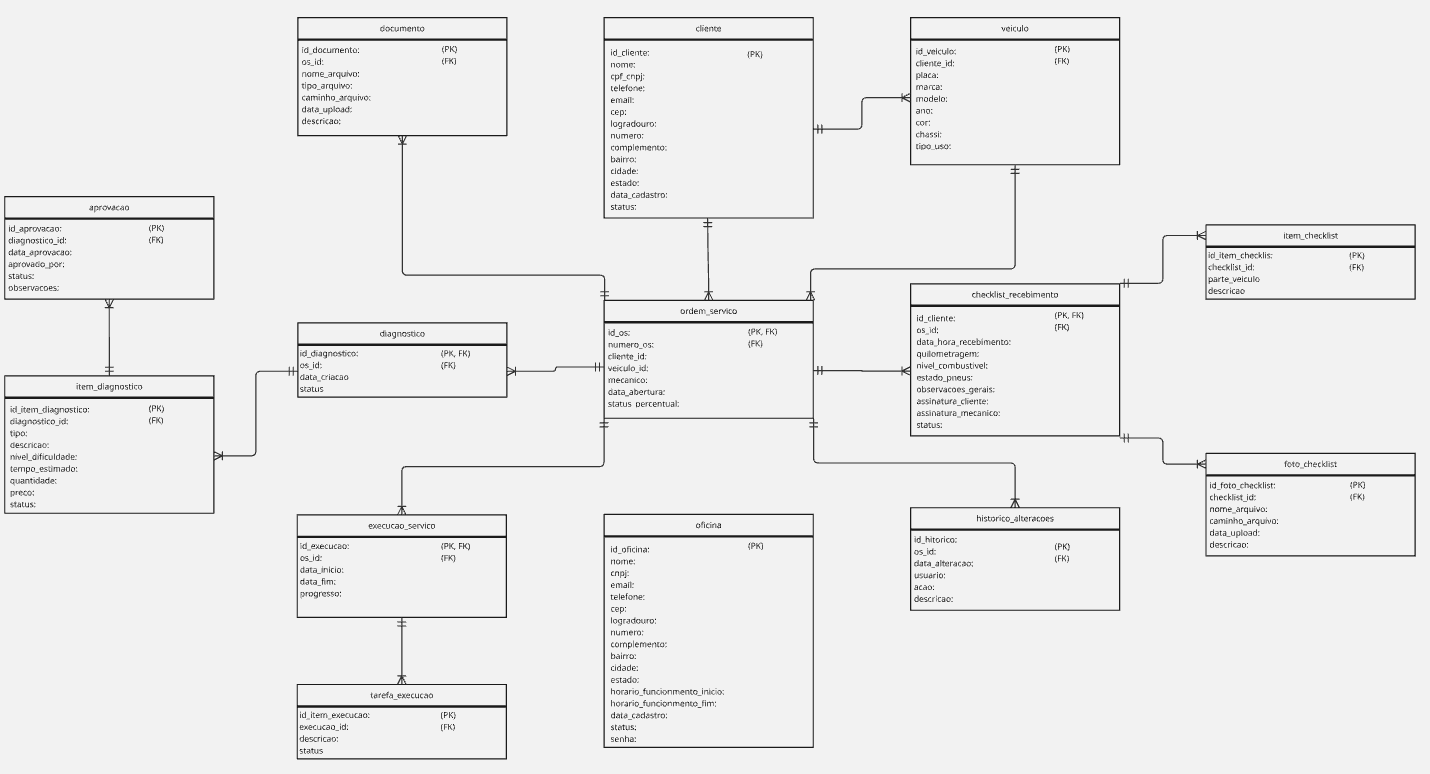 documento
id_documento: (PK)
os_id: (FK)
nome_arquivo:
tipo_arquivo:
caminho_arquivo:
data_upload:
descricao:
cliente
id_cliente: (PK)
nome:
cpf_cnpj:
telefone:
email:
cep:
logradouro:
numero:
complemento:
bairro:
cidade:
estado:
data_cadastro:
status:
veiculo
id_veiculo: (PK)
cliente_id: (FK)
placa:
marca:
modelo:
ano:
cor:
chassi:
tipo_uso:
aprovacao
id_aprovacao: (PK)
diagnostico_id: (FK)
data_aprovacao:
aprovado_por:
status:
observacoes:
item_checklist
id_item_checklis: (PK)
checklist_id: (FK)
parte_veiculo
descricao
diagnostico
id_diagnostico: (PK, FK)
os_id: (FK)
data_criacao
status
ordem_servico
id_os: (PK, FK)
numero_os: (FK)
cliente_id:
veiculo_id:
mecanico:
data_abertura:
status_percentual:
checklist_recebimento
id_cliente: (PK, FK)
os_id: (FK)
data_hora_recebimento:
quilometragem:
nivel_combustivel:
estado_pneus:
observacoes_gerais:
assinatura_cliente:
assinatura_mecanico:
status:
item_diagnostico
id_item_diagnostico: (PK)
diagnostico_id: (FK)
tipo:
descricao:
nivel_dificuldade:
tempo_estimado:
quantidade:
preco:
status:
foto_checklist
id_foto_checklist: (PK)
checklist_id: (FK)
nome_arquivo:
caminho_arquivo:
data_upload:
descricao:
execucao_servico
id_execucao: (PK, FK)
os_id: (FK)
data_inicio:
data_fim:
progresso:
oficina
id_oficina: (PK)
nome:
cnpj:
email:
telefone:
cep:
logradouro:
numero:
complemento:
bairro:
cidade:
estado:
horario_funcionmento_inicio:
horario_funcionmento_fim:
data_cadastro:
status:
senha:
historico_alteracoes
id_hitorico:
os_id: (PK)
data_alteracao: (FK)
usuario:
acao:
descricao:
tarefa_execucao
id_item_execucao: (PK)
execucao_id: (FK)
descricao:
status